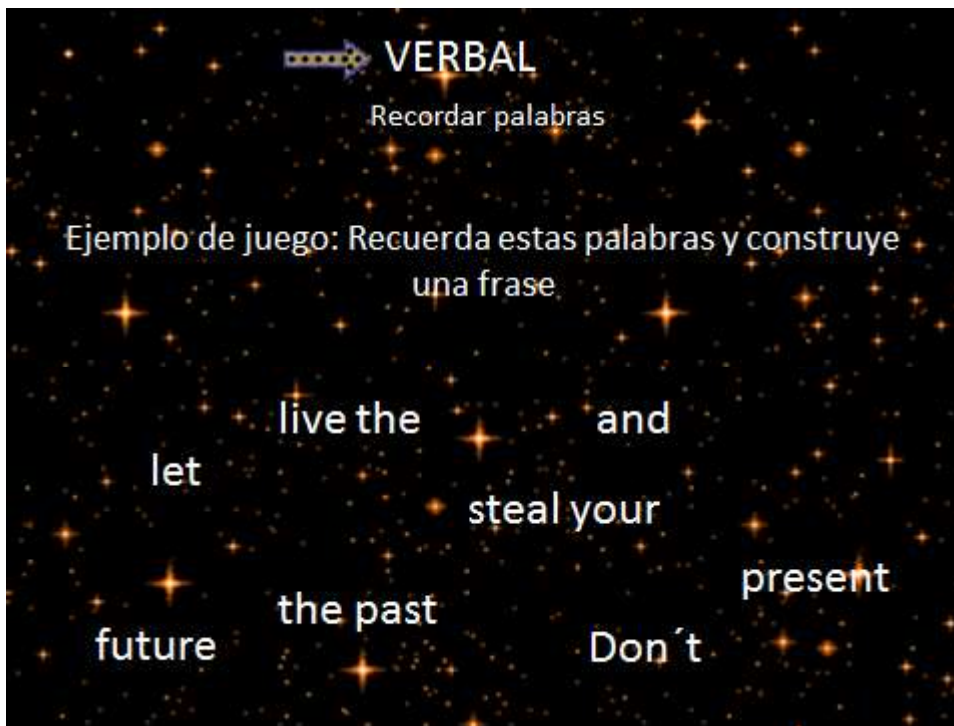 VERBAL
Recordar palabras
Ejemplo de juego: Recuerda estas palabras y construye
una frase
live the and
let
steal your
present
the past
future Don´t